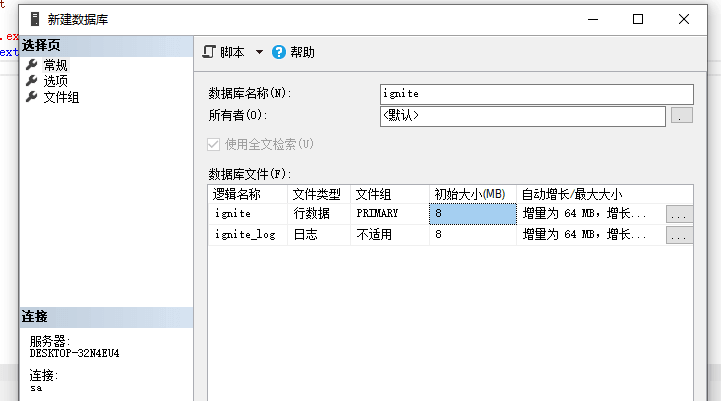 t
新建数据库
.ex
ext
选择页
常规
选项
文件组
脚本 帮助
数据库名称(N): ignite
所有者(O): <默认> .
使用全文检索(U)
数据库文件(F):
逻辑名称 文件类型 文件组 初始大小(MB) 自动增长/最大大小
ignite 行数据 PRIMARY 8 增量为 64 MB，增长... ...
ignite_log 日志 不适用 8 增量为 64 MB，增长... ...
连接
服务器:
DESKTOP-32N4EU4
连接:
sa